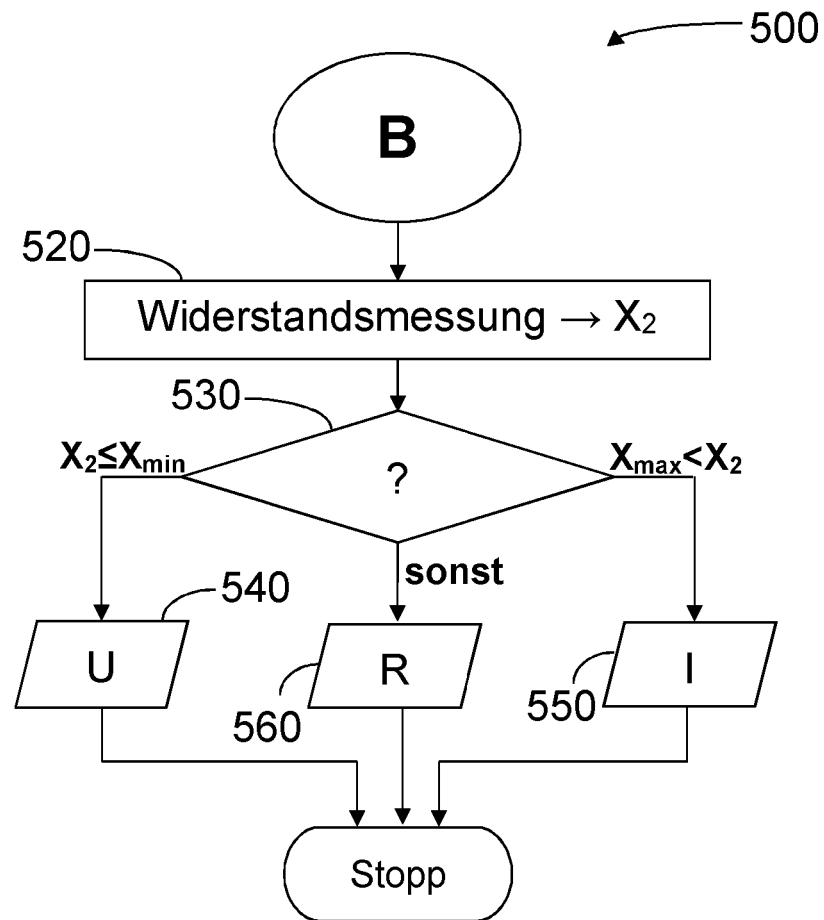 500
B
520
Widerstandsmessung → X₂
530
X₂≤Xmin
?
Xmax<X₂
sonst
540
U
R
I
560
550
Stopp